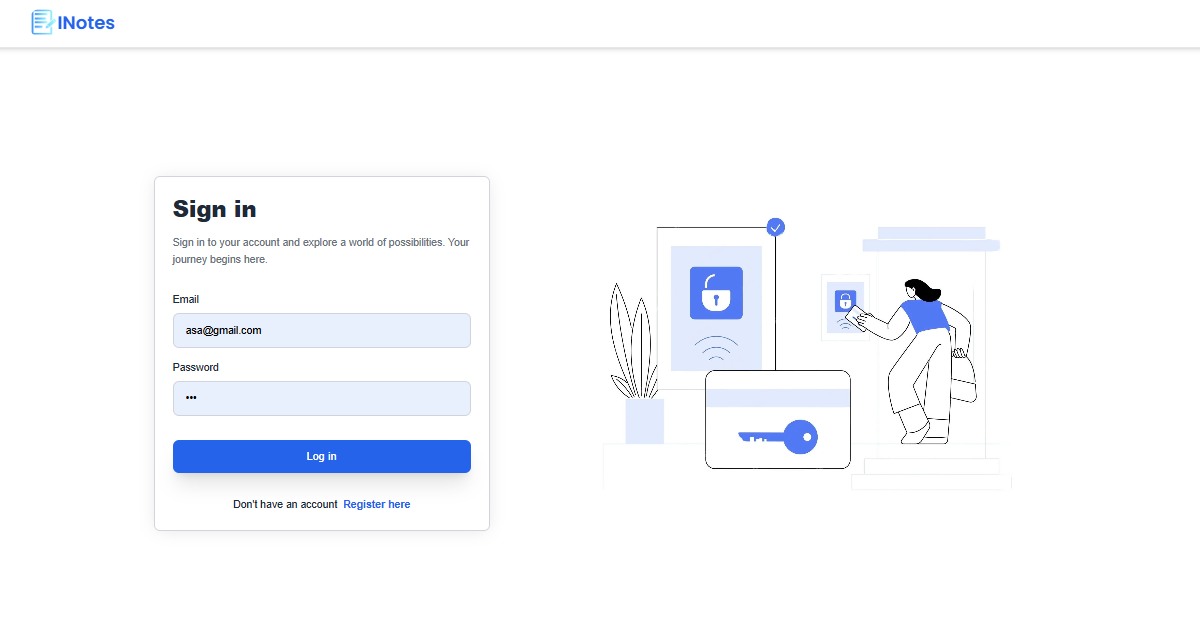 INotes
Sign in
Sign in to your account and explore a world of possibilities. Your
journey begins here.
Email
asa@gmail.com
Password
•••
Log in
Don't have an account Register here